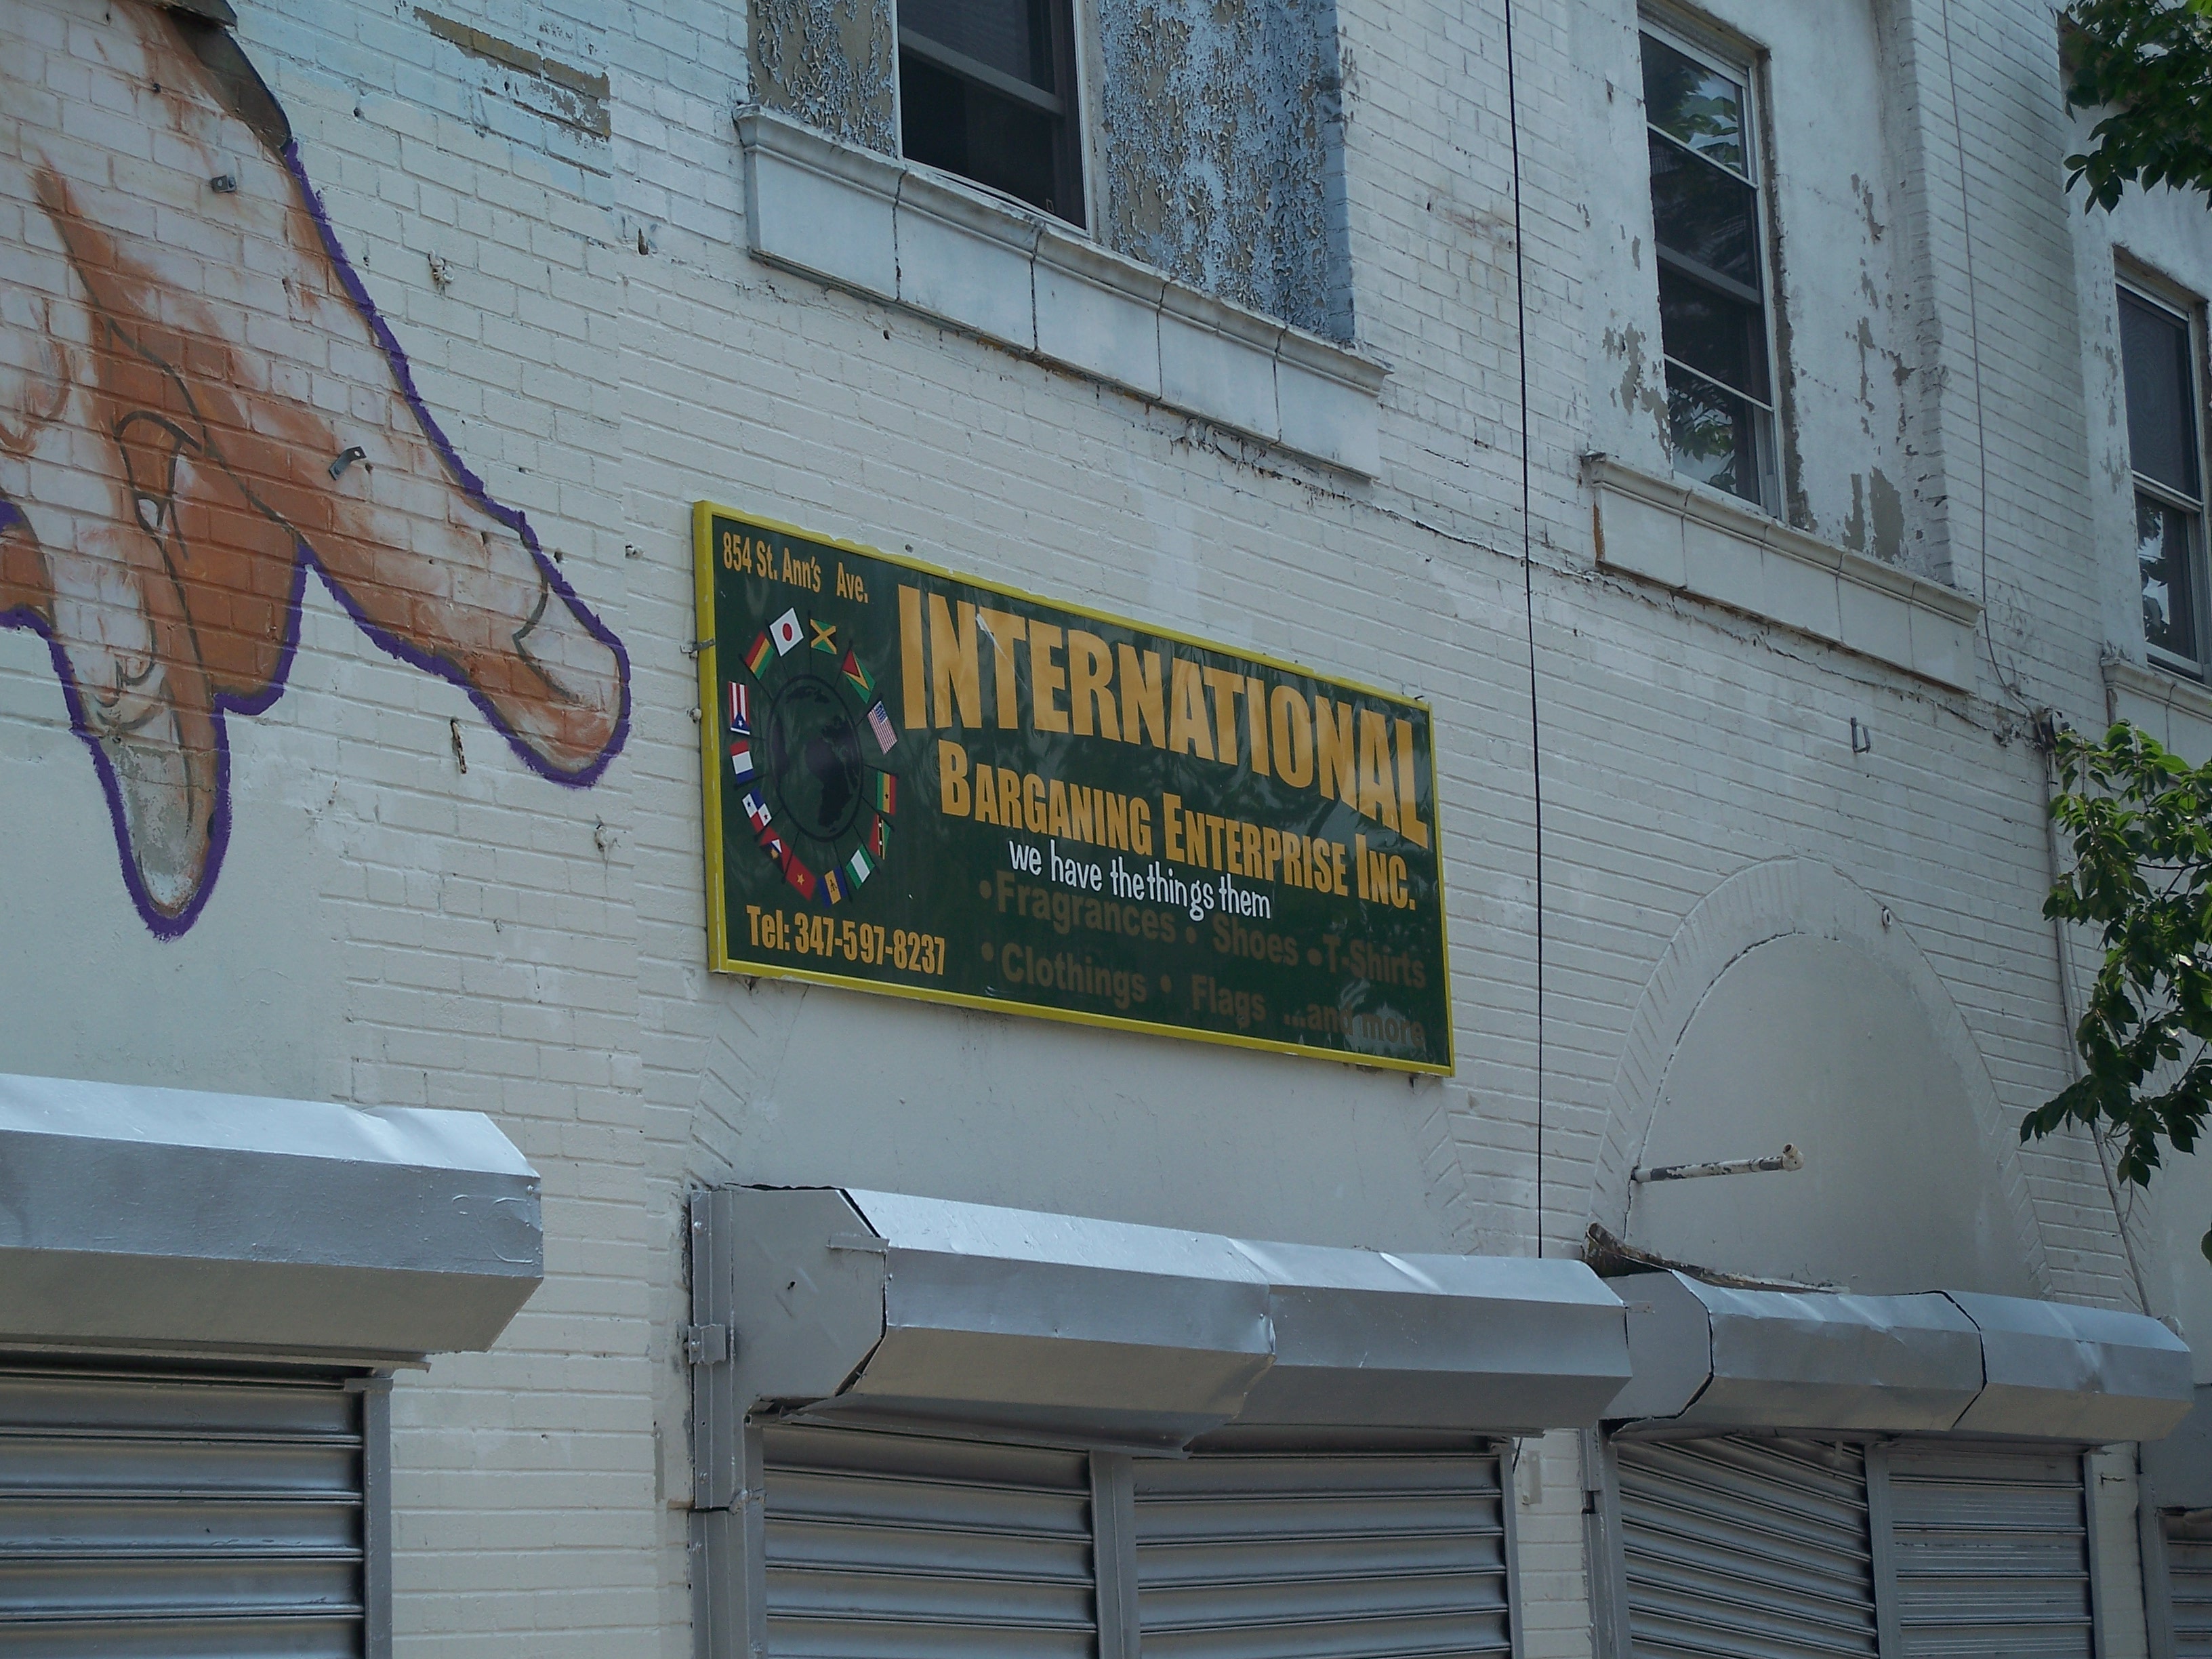 854 St. Ann's Ave.
INTERNATIONAL
BARGANING ENTERPRISE INC.
we have the things them
•Fragrances • Shoes •T-Shirts
Tel: 347-597-8237
• Clothings • Flags ...and more